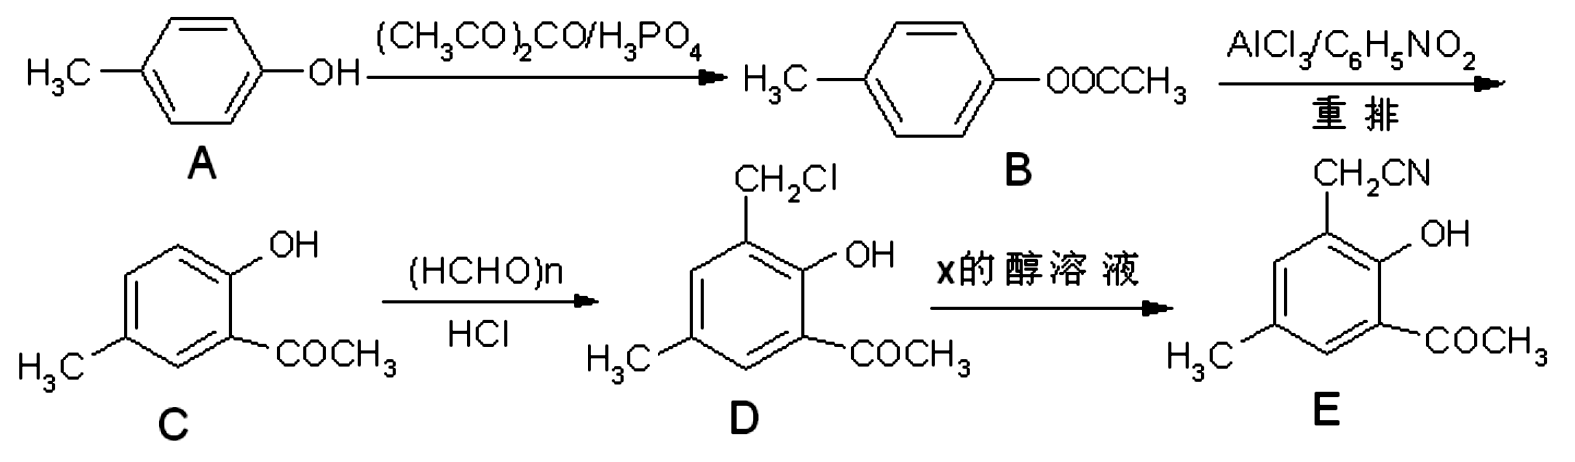 H₃C OH (CH₃CO)₂CO/H₃PO₄ H₃C OOCCH₃ AlCl₃/C₆H₅NO₂
重排
A B
CH₂Cl CH₂CN
OH (HCHO)n OH x的醇溶液 OH
HCl
H₃C COCH₃ H₃C COCH₃ H₃C COCH₃
C D E